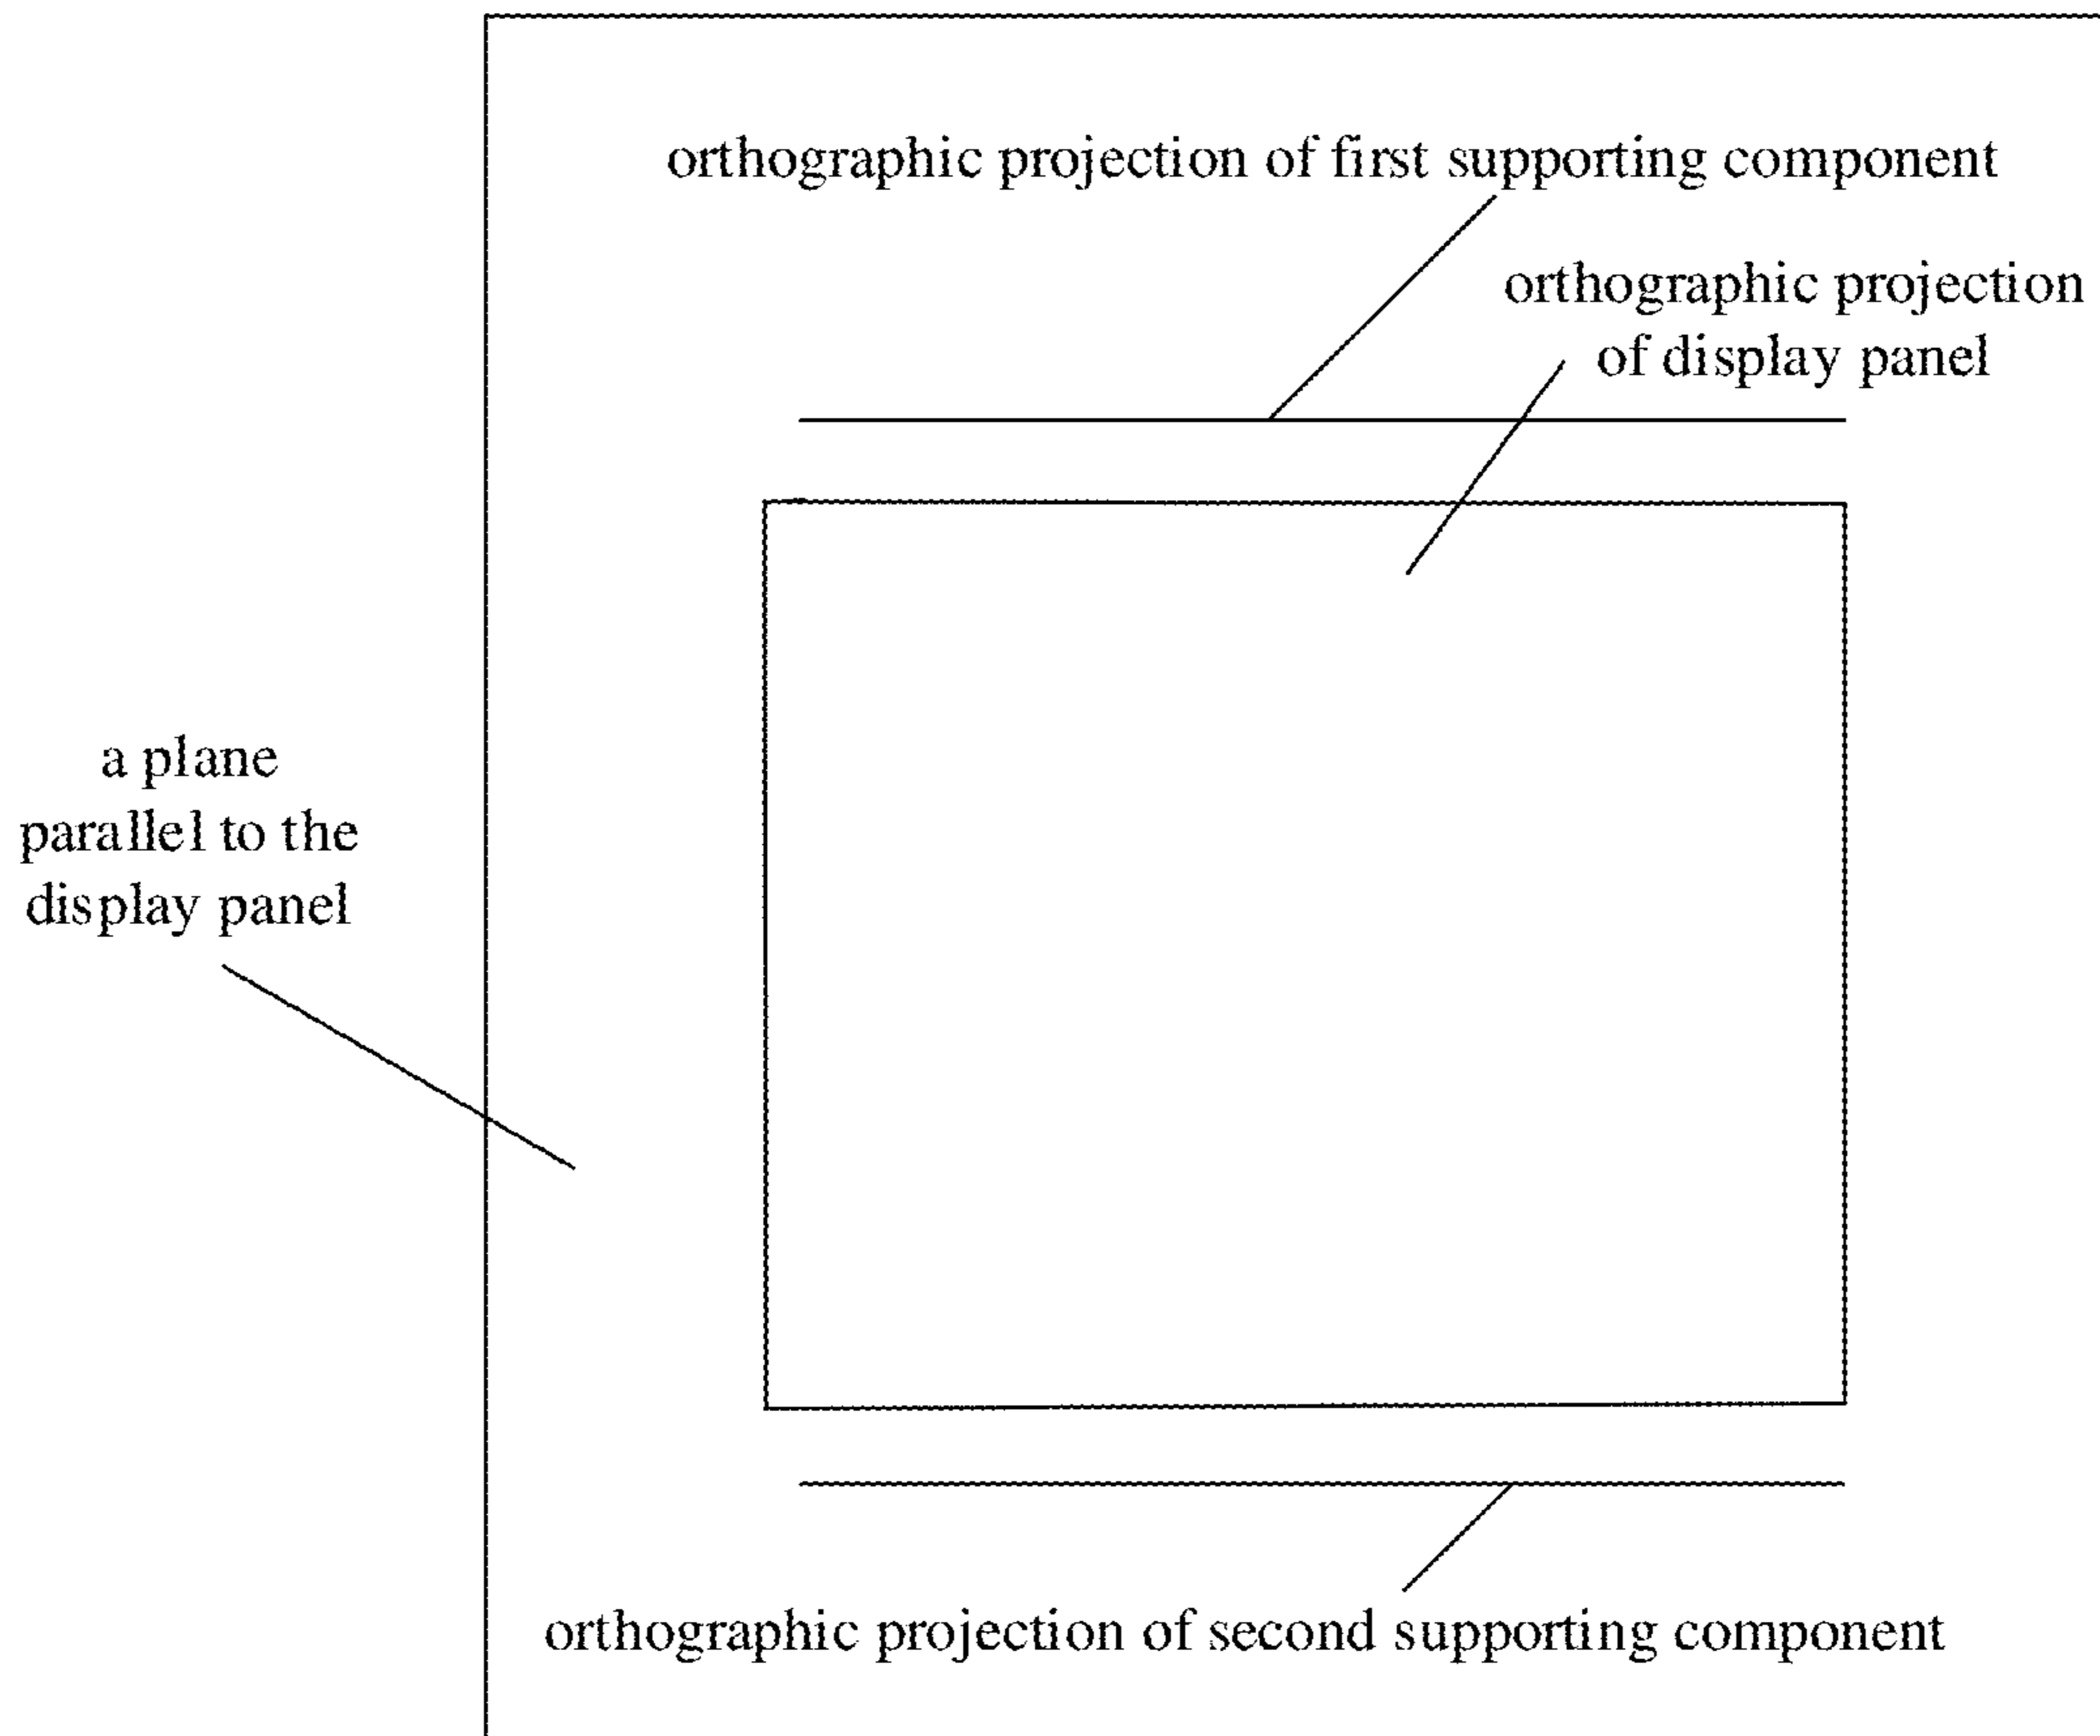 orthographic projection of first supporting component
orthographic projection
of display panel
a plane
parallel to the
display panel
orthographic projection of second supporting component